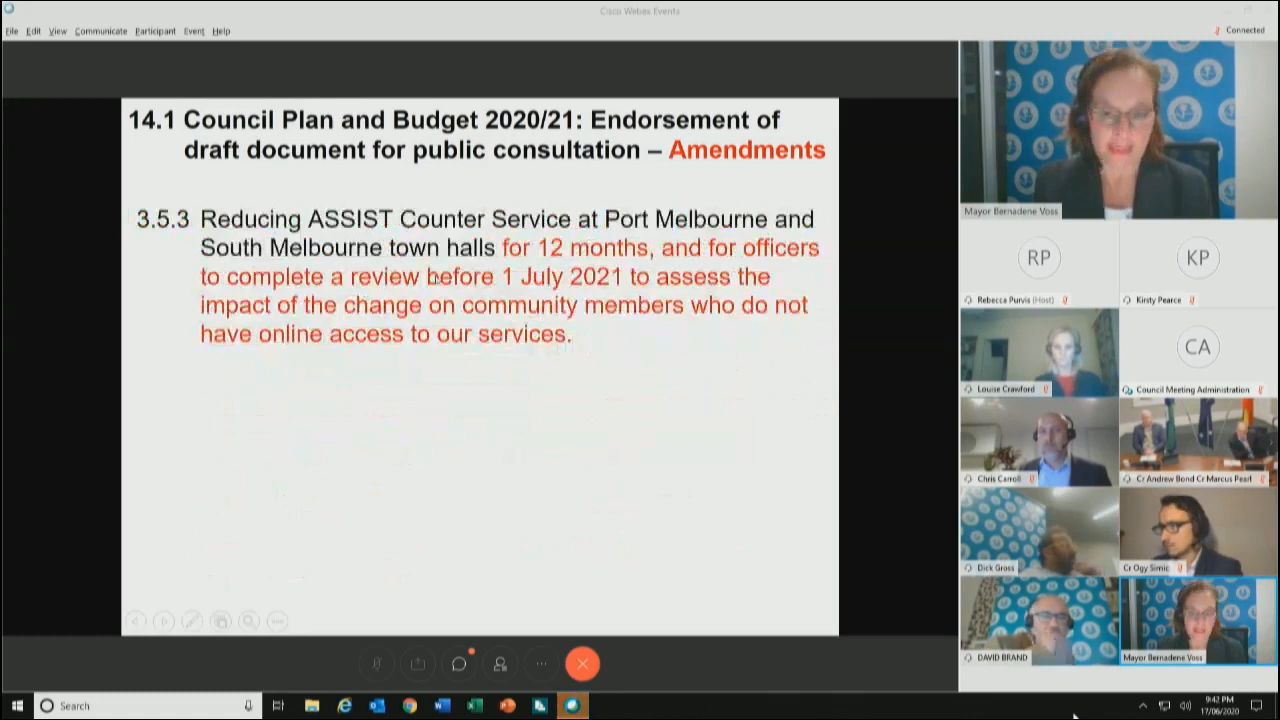 Cisco Webex Events
File Edit View Communicate Participant Event Help
Connected
14.1 Council Plan and Budget 2020/21: Endorsement of
draft document for public consultation – Amendments
3.5.3 Reducing ASSIST Counter Service at Port Melbourne and
South Melbourne town halls for 12 months, and for officers
to complete a review before 1 July 2021 to assess the
impact of the change on community members who do not
have online access to our services.
Mayor Bernadene Voss
RP
KP
Rebecca Purvis (Host)
Kirsty Pearce
CA
Louise Crawford
Council Meeting Administration
Chris Carroll
Cr Andrew Bond Cr Marcus Pearl
Dick Gross
Cr Ogy Simic
DAVID BRAND
Mayor Bernadene Voss
Search
9:42 PM
17/06/2020